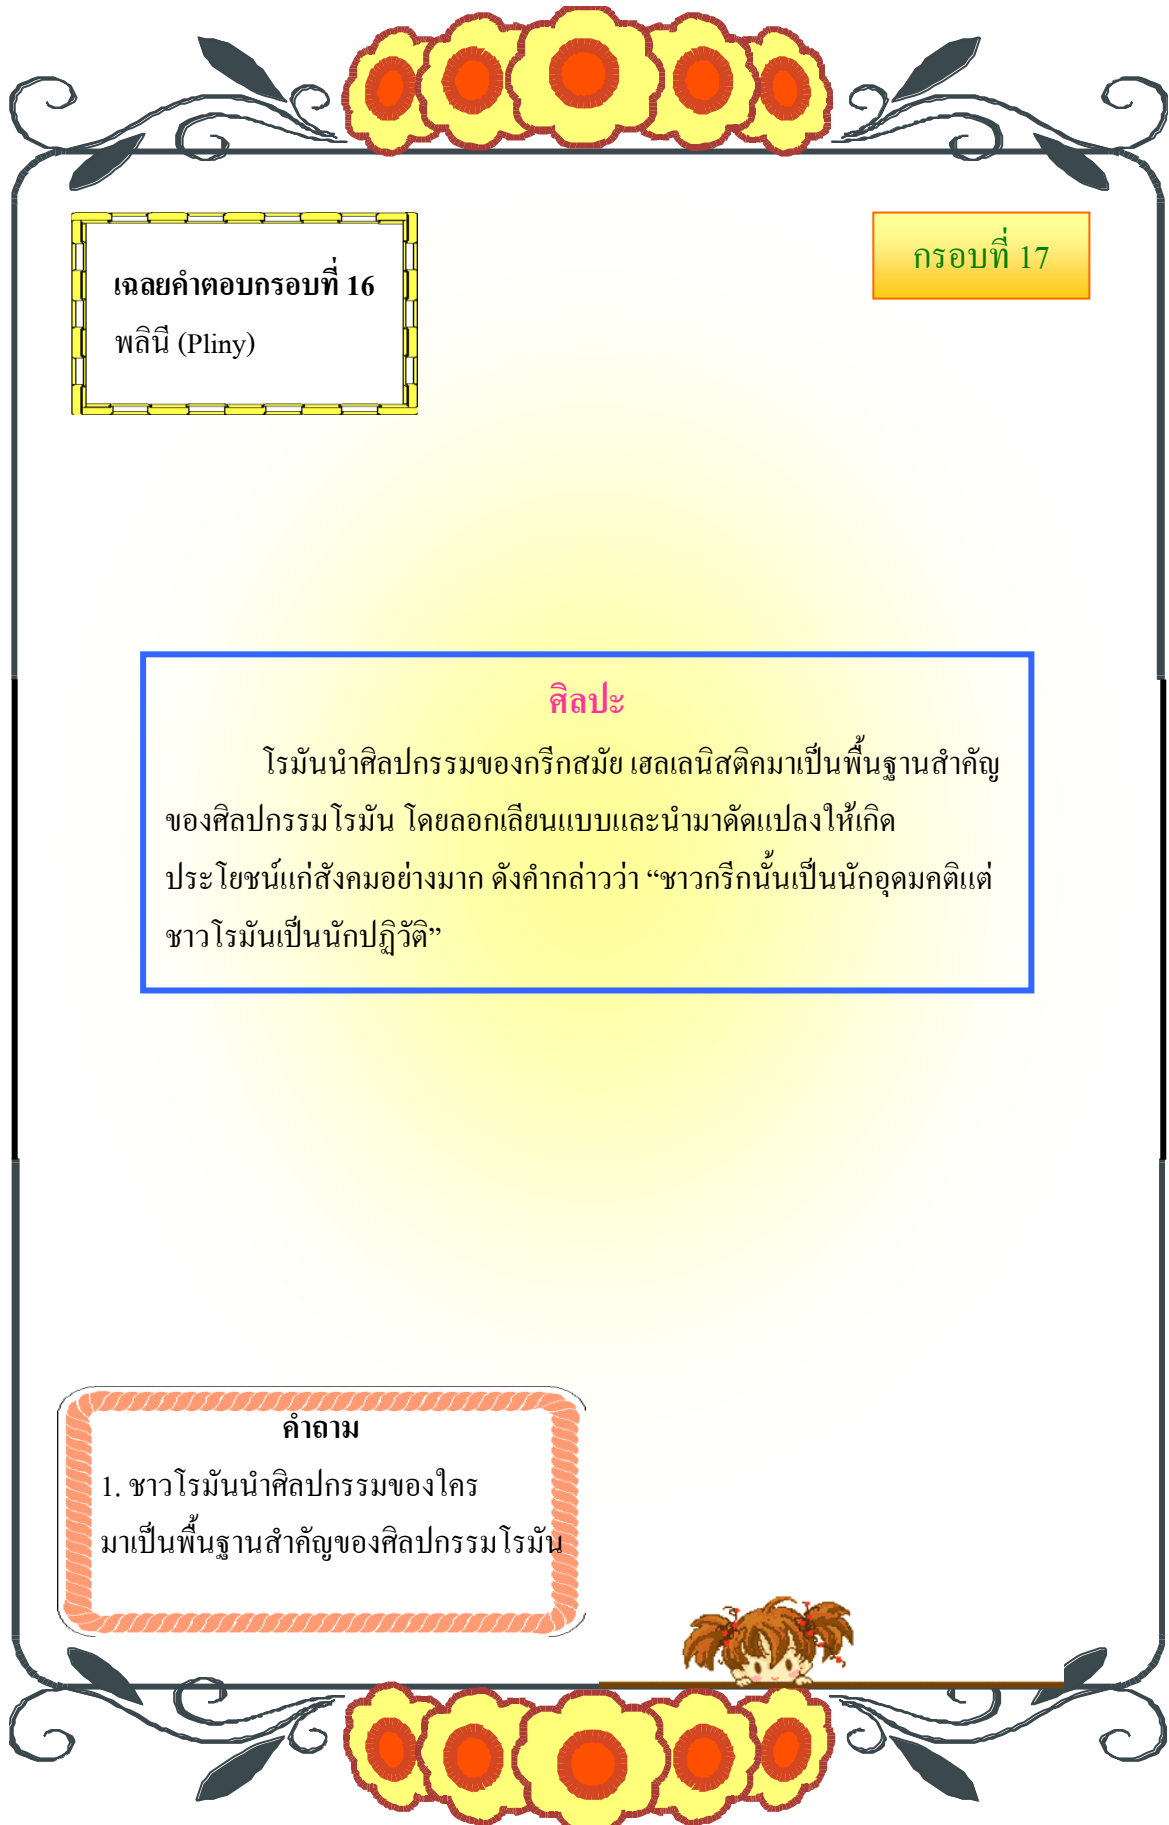 เฉลยคำตอบกรอบที่ 16
พลินี (Pliny)
กรอบที่ 17
ศิลปะ
โรมันนำศิลปกรรมของกรีกสมัย เฮลเลนิสติคมาเป็นพื้นฐานสำคัญ
ของศิลปกรรมโรมัน โดยลอกเลียนแบบและนำมาดัดแปลงให้เกิด
ประโยชน์แก่สังคมอย่างมาก ดังคำกล่าวว่า “ชาวกรีกนั้นเป็นนักอุดมคติแต่
ชาวโรมันเป็นนักปฏิวัติ”
คำถาม
1. ชาวโรมันนำศิลปกรรมของใคร
มาเป็นพื้นฐานสำคัญของศิลปกรรมโรมัน